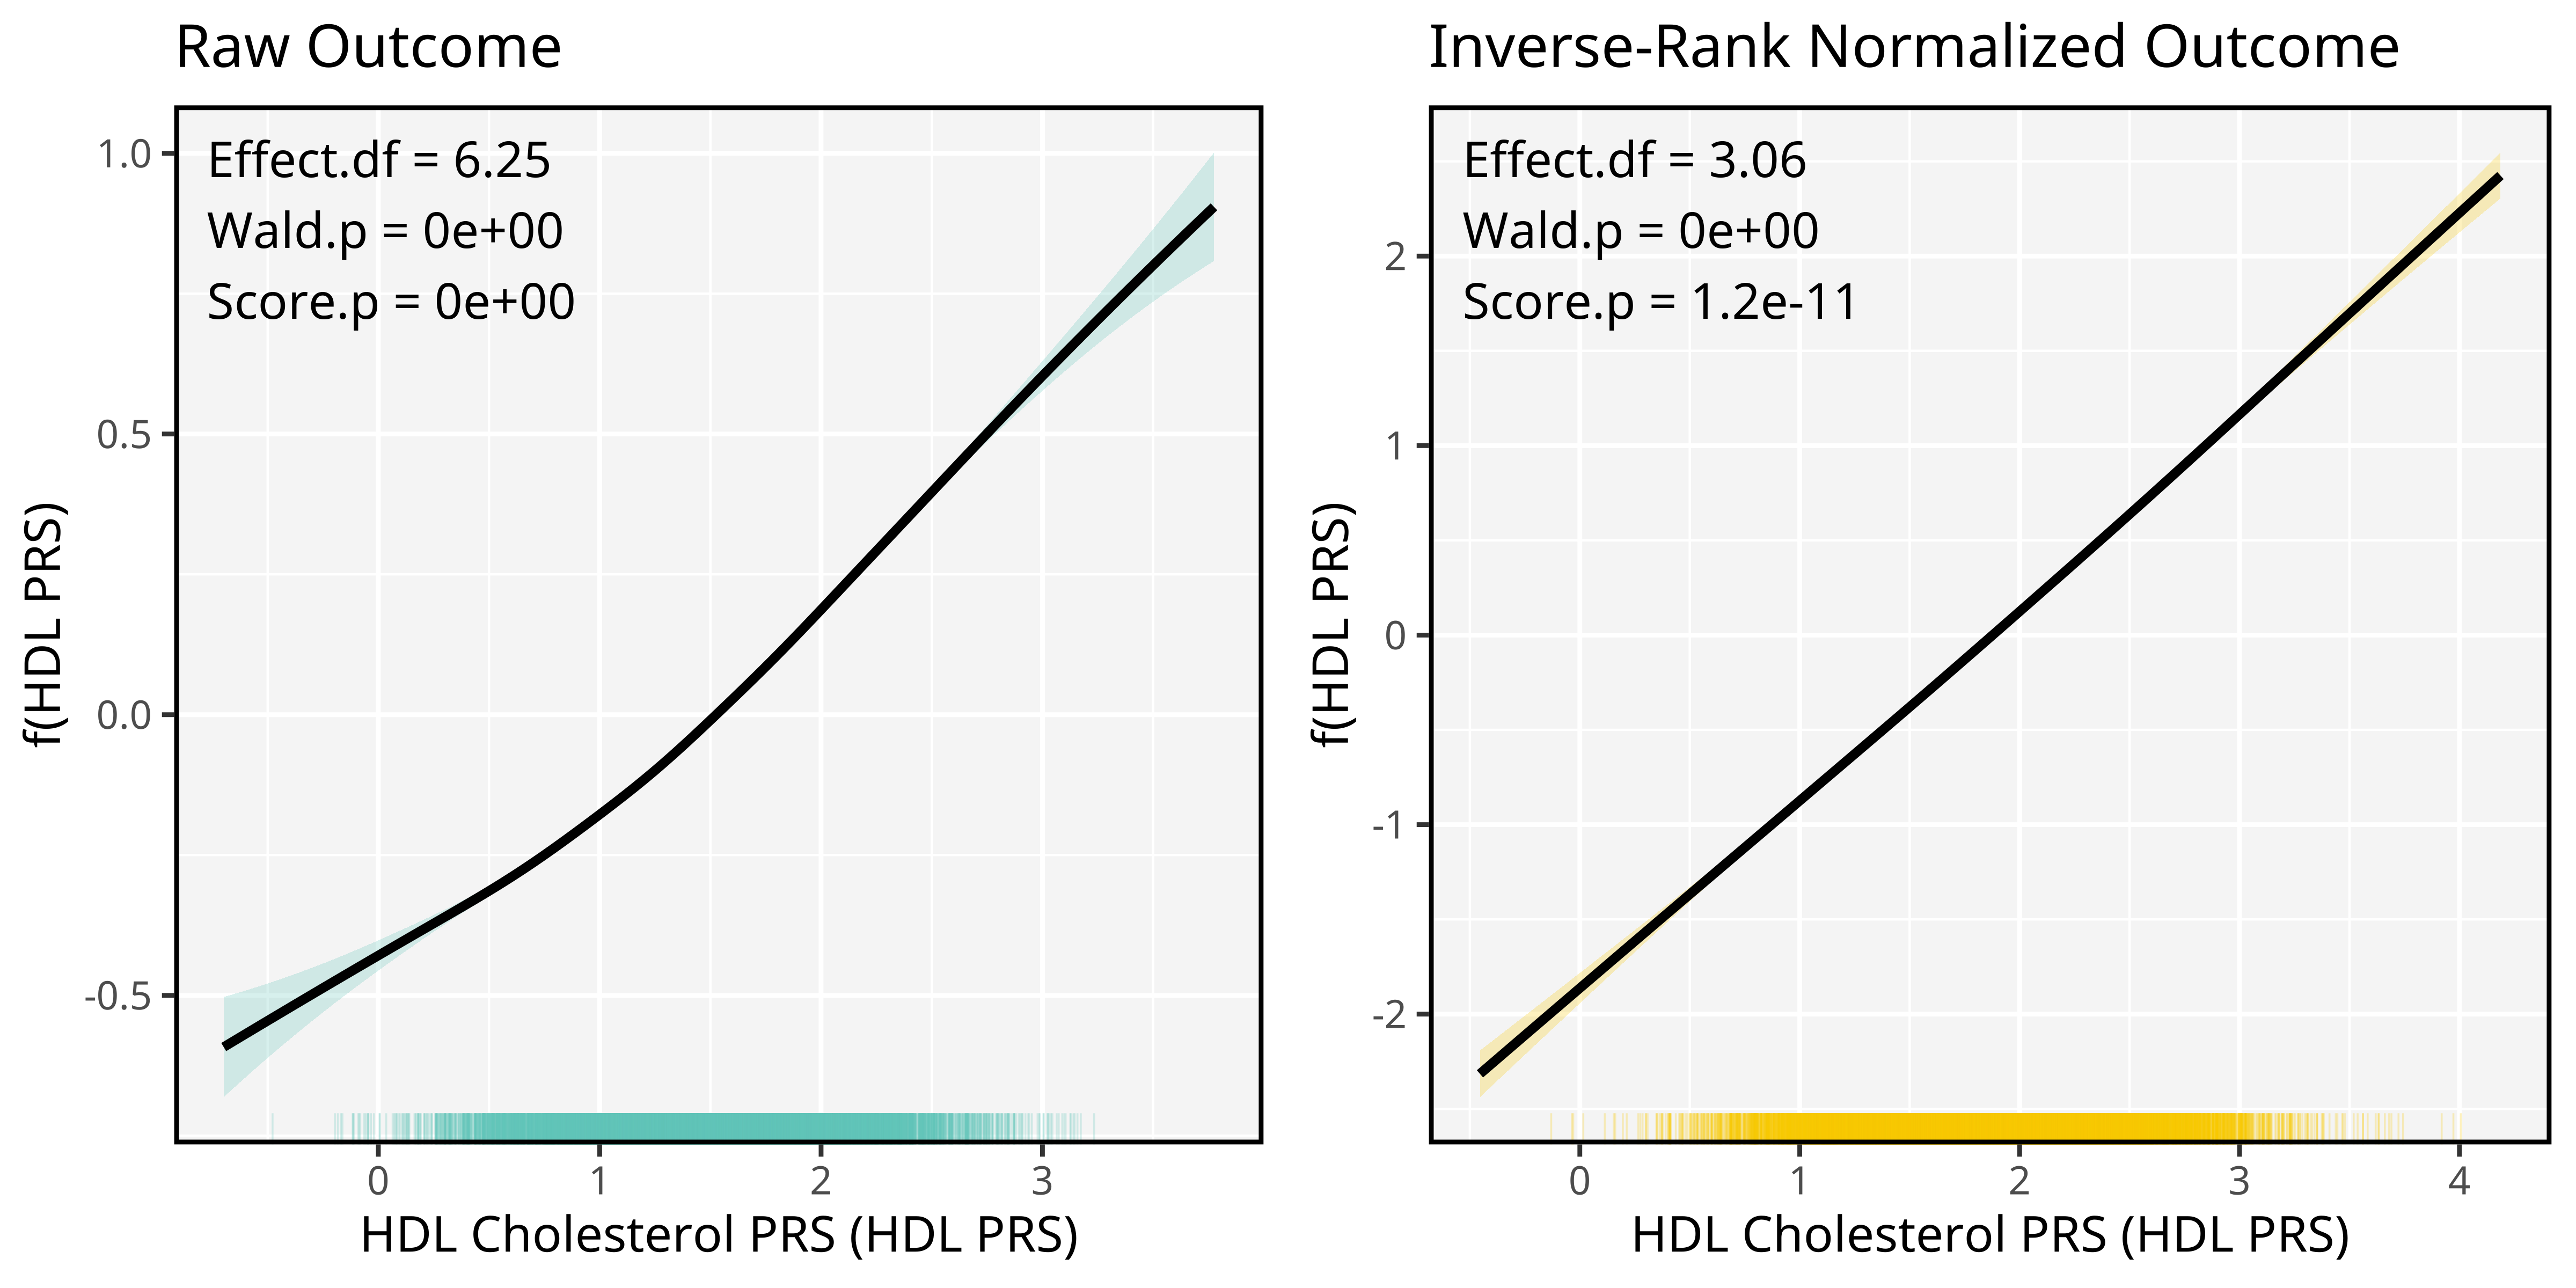 Raw Outcome
Effect.df = 6.25
Wald.p = 0e+00
Score.p = 0e+00
1.0
0.5
0.0
-0.5
f(HDL PRS)
0 1 2 3
HDL Cholesterol PRS (HDL PRS)
Inverse-Rank Normalized Outcome
Effect.df = 3.06
Wald.p = 0e+00
Score.p = 1.2e-11
2
1
0
-1
-2
f(HDL PRS)
0 1 2 3 4
HDL Cholesterol PRS (HDL PRS)